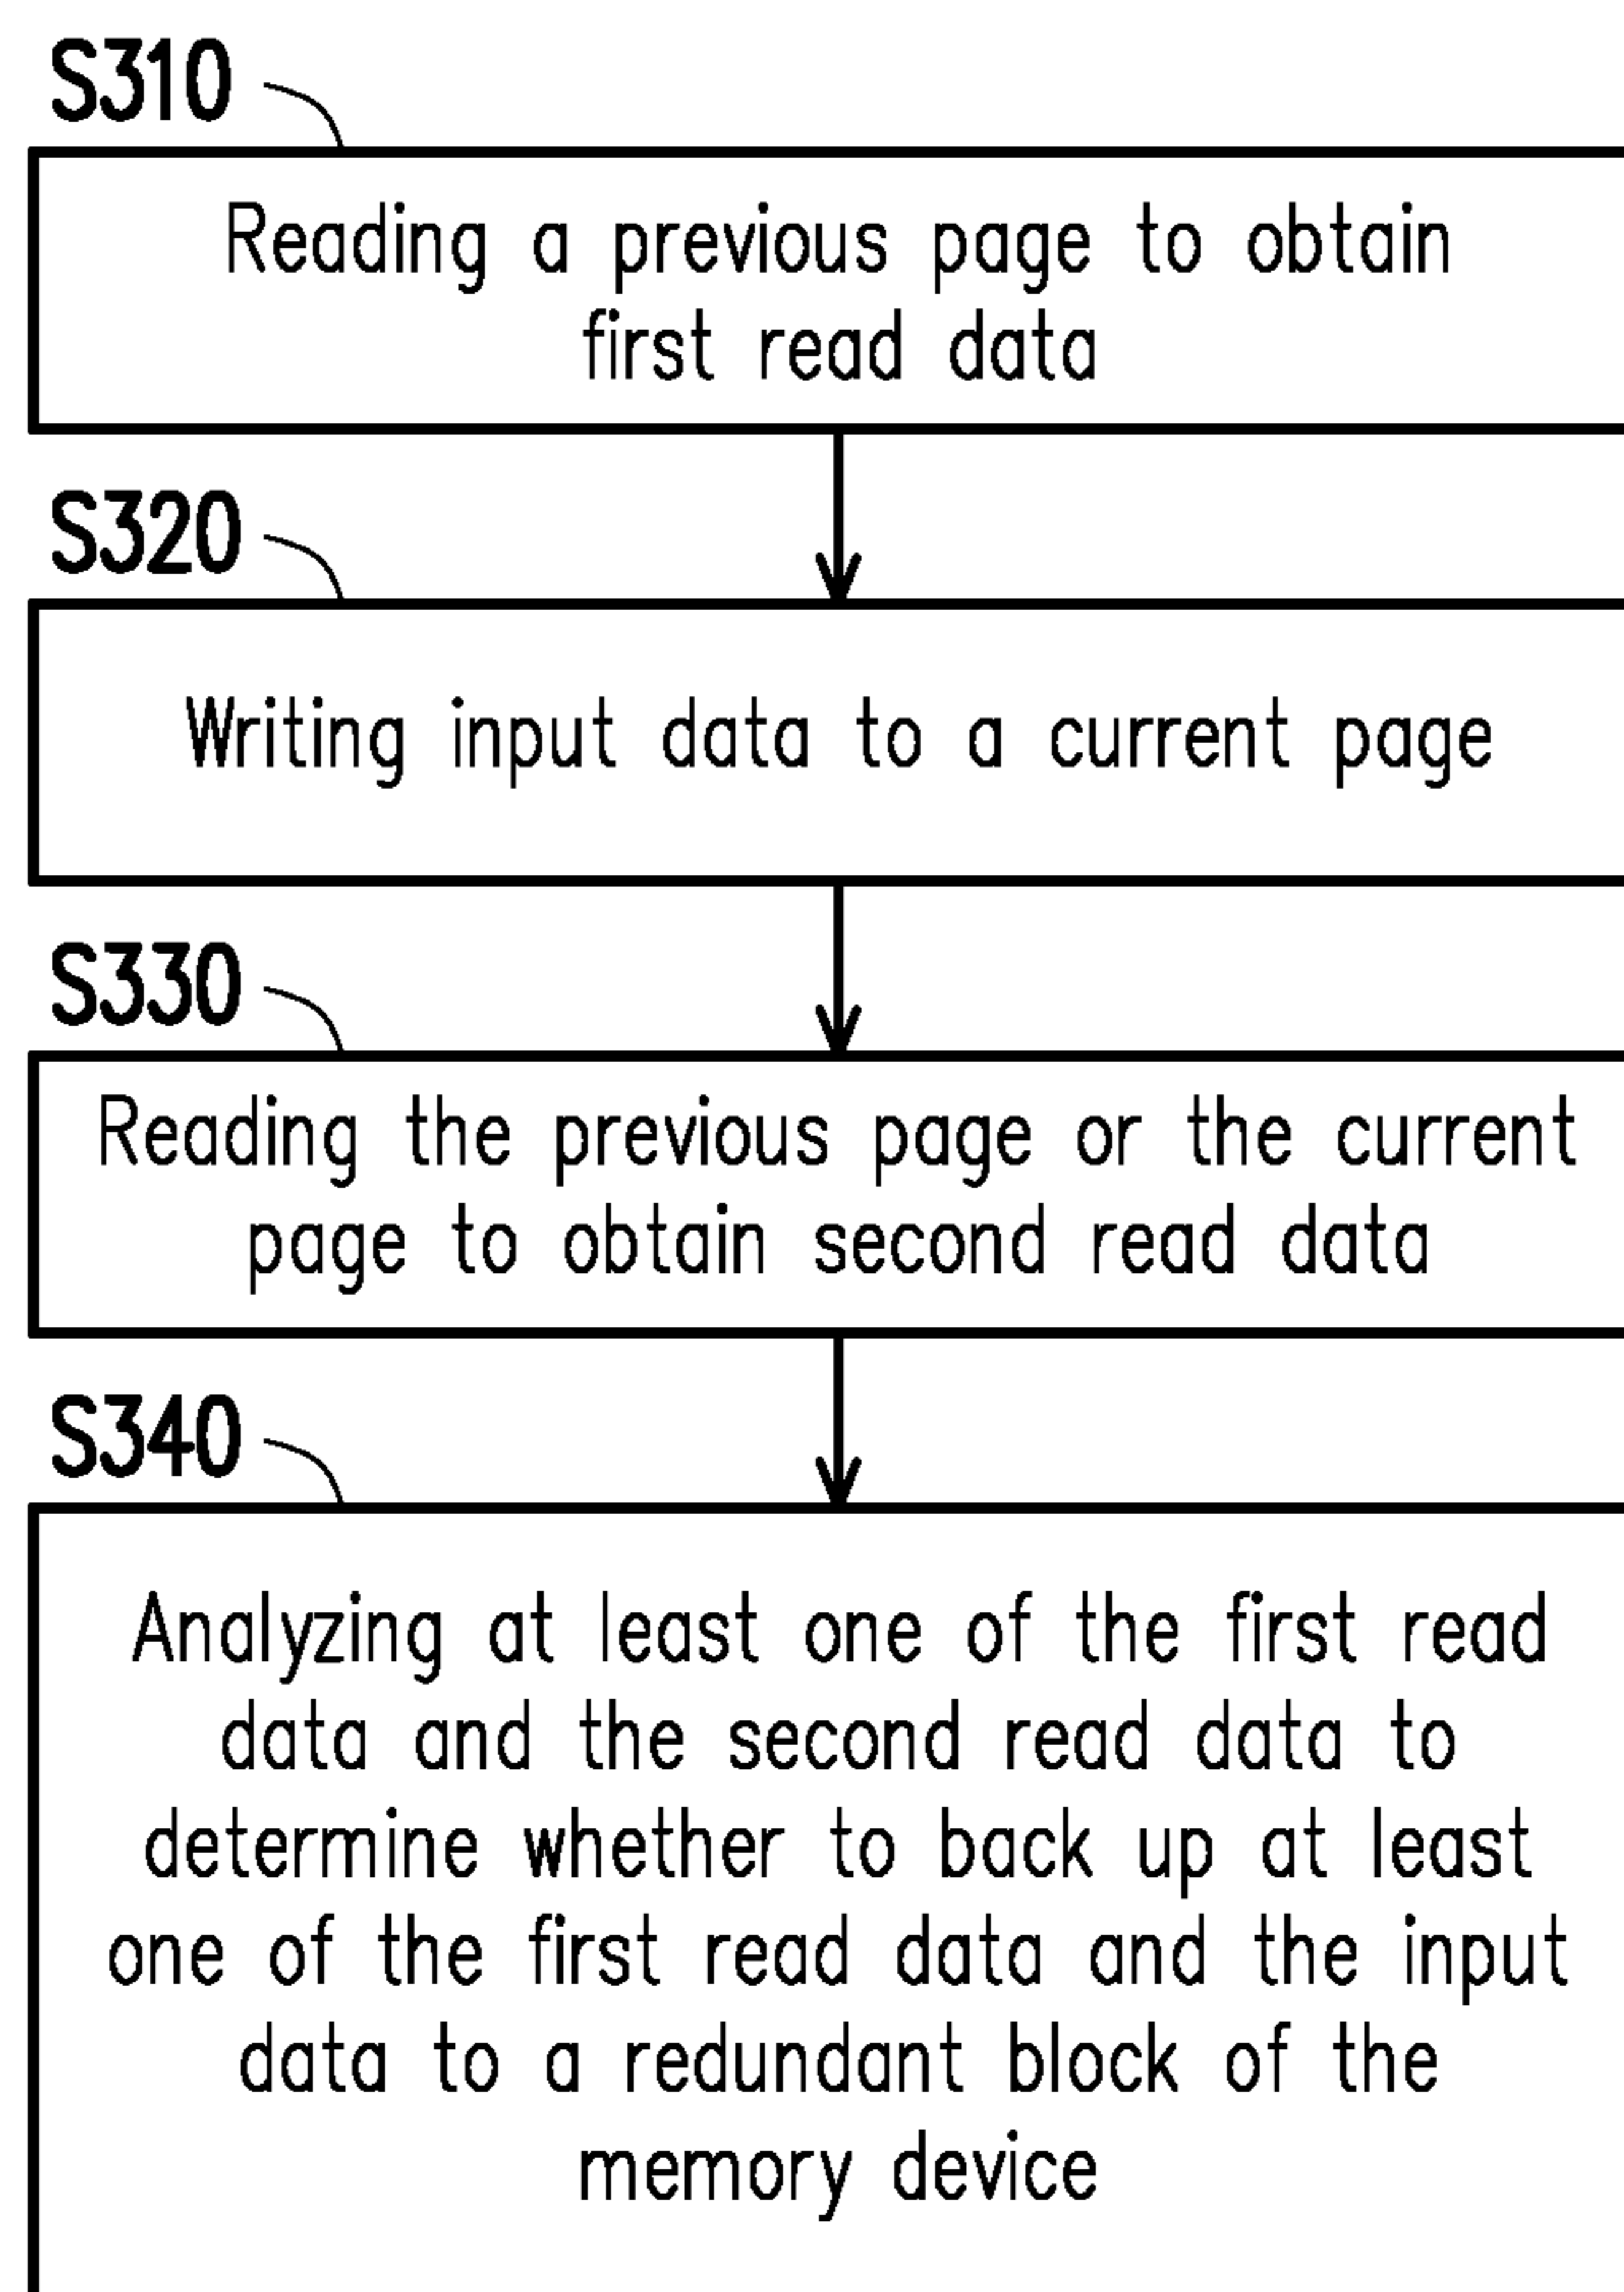 S310
Reading a previous page to obtain
first read data
S320
Writing input data to a current page
S330
Reading the previous page or the current
page to obtain second read data
S340
Analyzing at least one of the first read
data and the second read data to
determine whether to back up at least
one of the first read data and the input
data to a redundant block of the
memory device